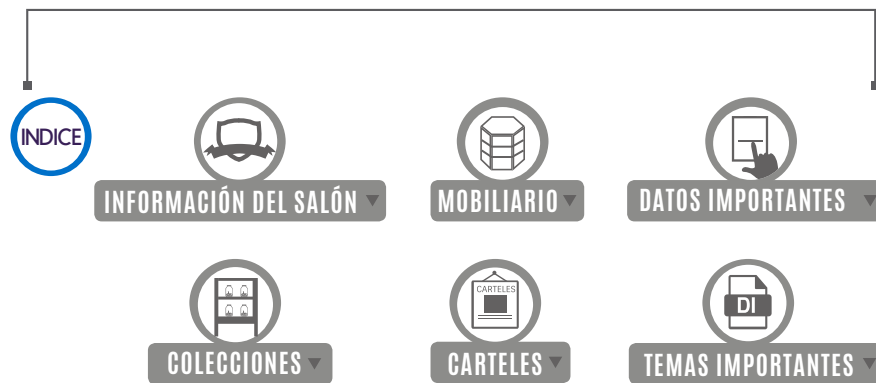 INDICE
INFORMACIÓN DEL SALÓN
MOBILIARIO
DATOS IMPORTANTES
CARTELES
DI
COLECCIONES
CARTELES
TEMAS IMPORTANTES